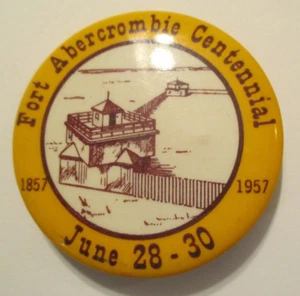 Fort Abercrombie Centennial
1857
1957
June 28 - 30